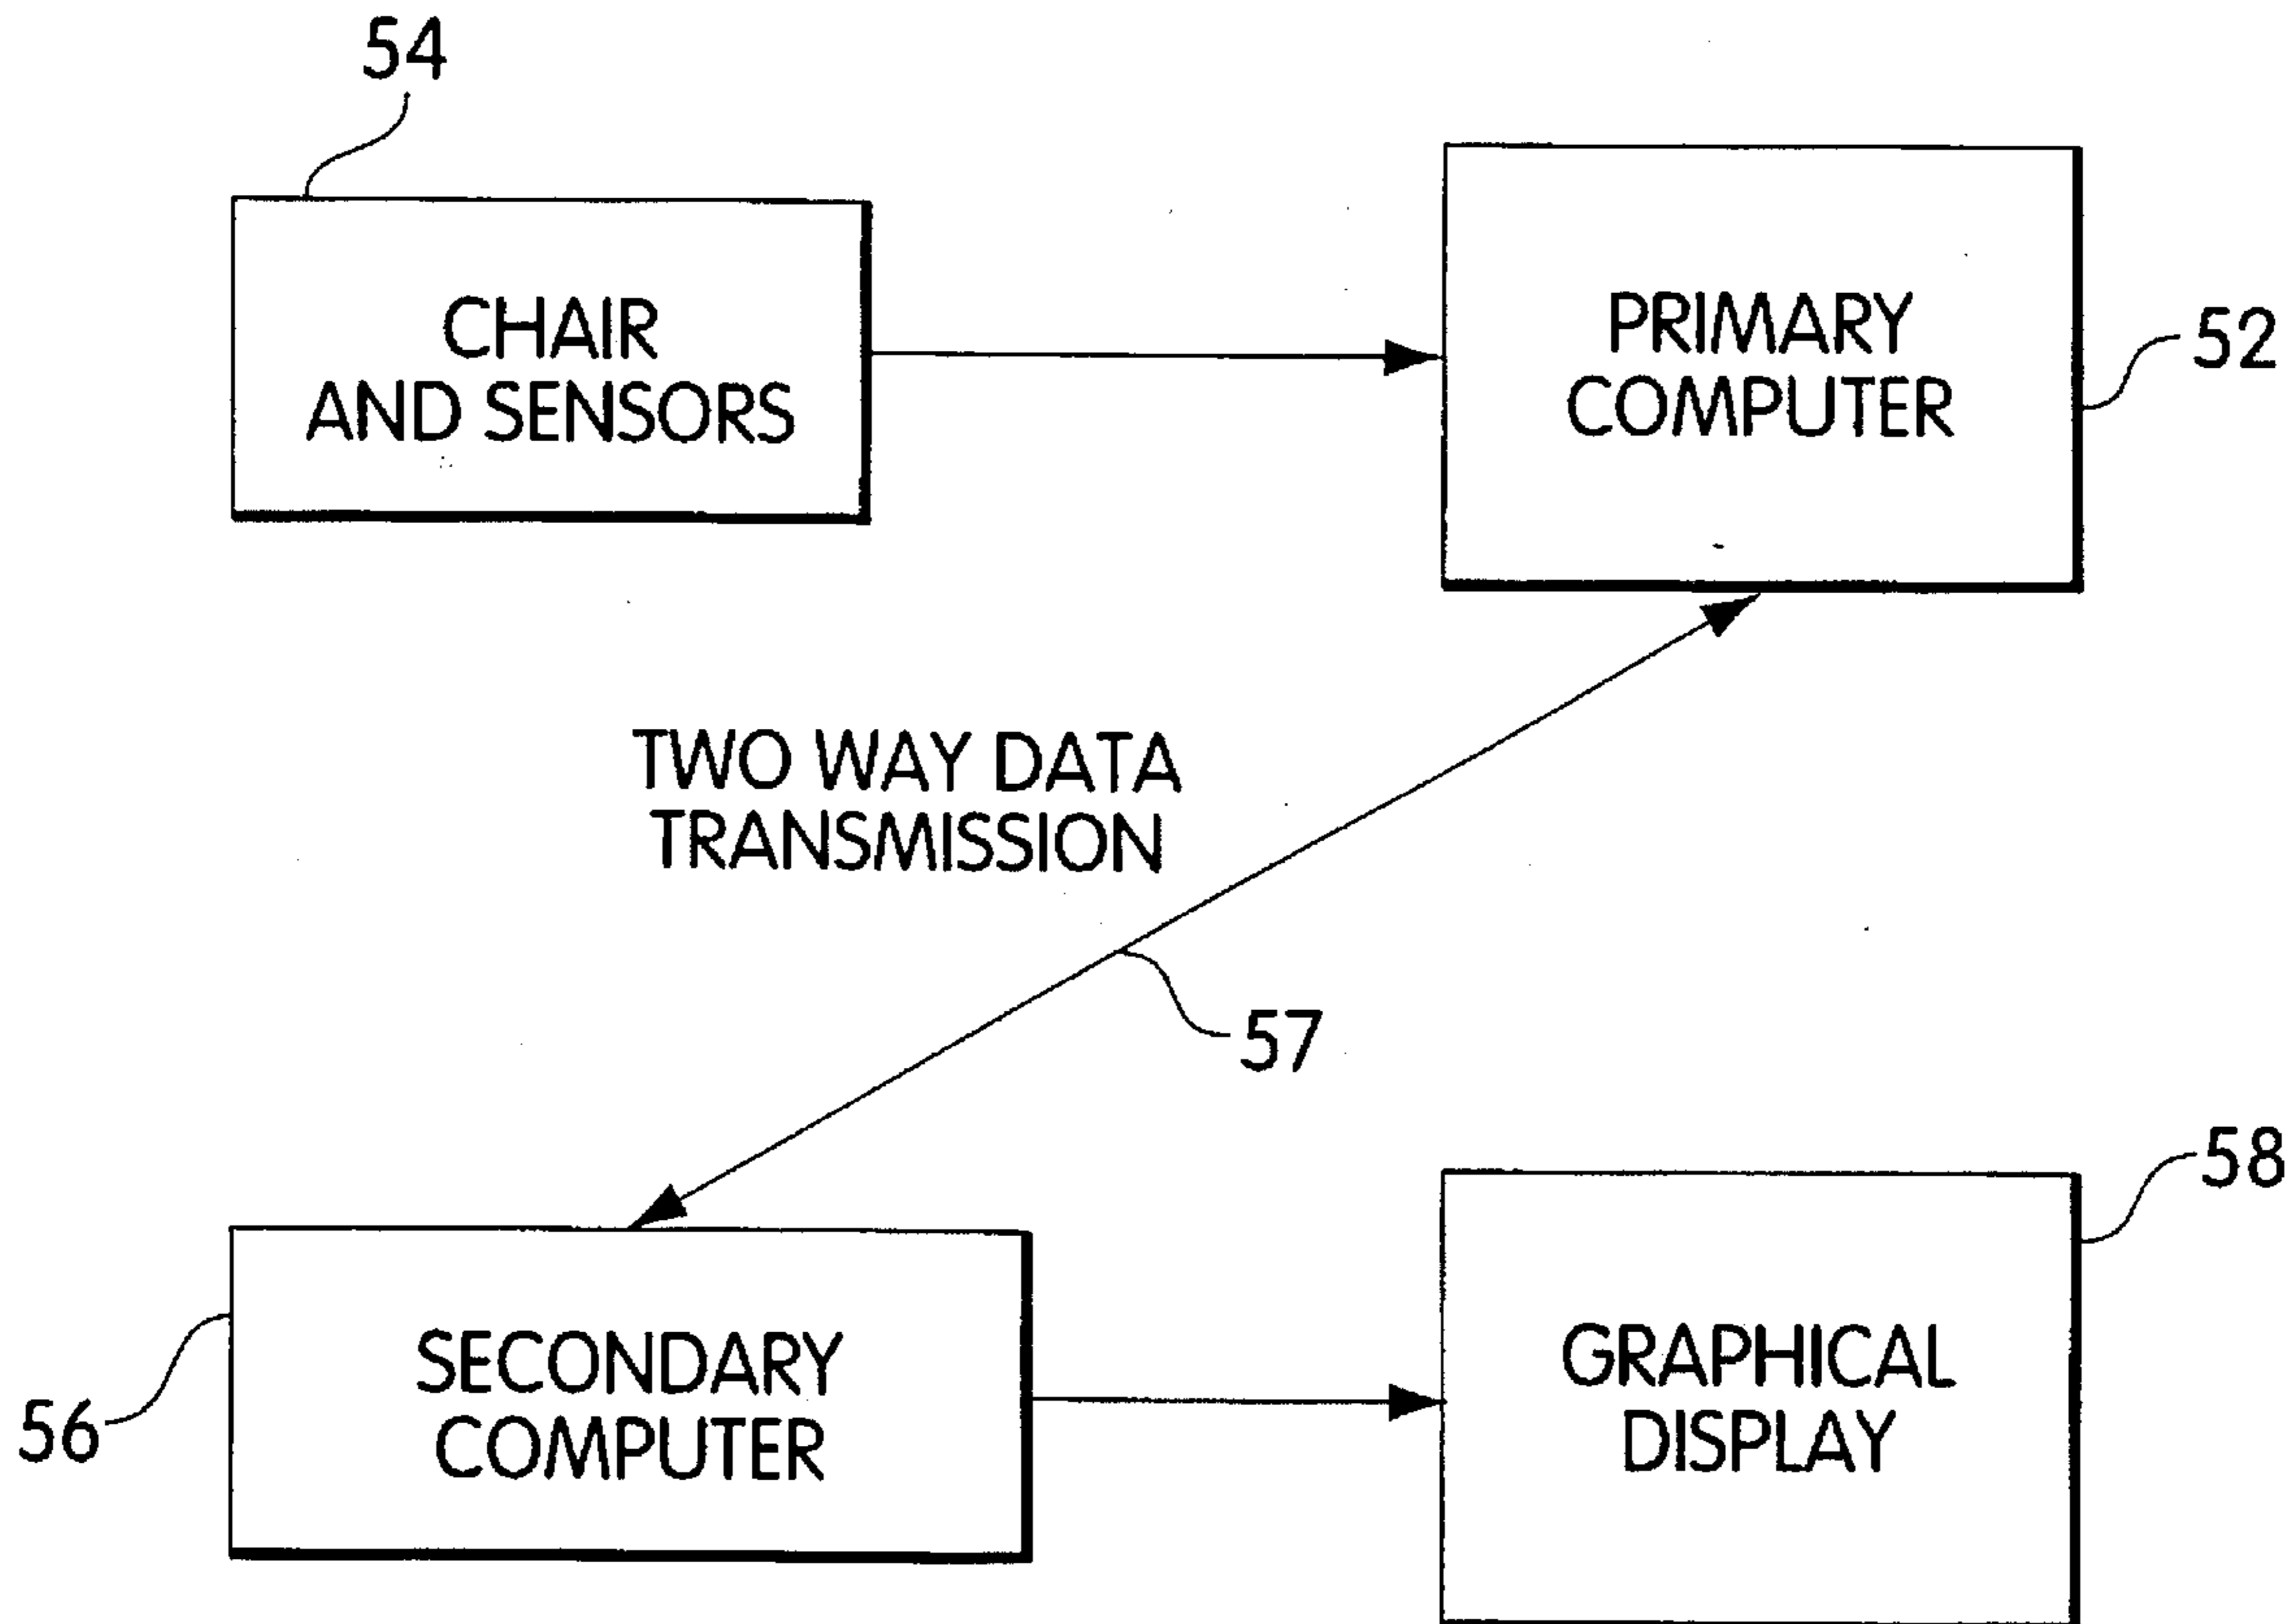 54
CHAIR
AND SENSORS
PRIMARY
COMPUTER
52
TWO WAY DATA
TRANSMISSION
57
58
56
SECONDARY
COMPUTER
GRAPHICAL
DISPLAY